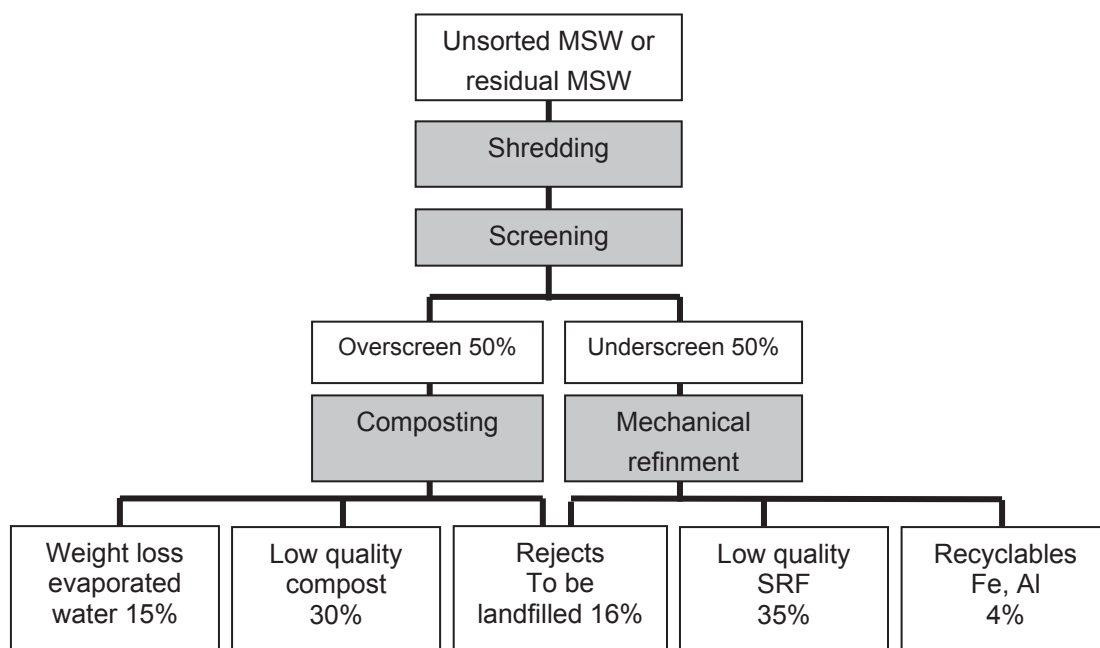 Unsorted MSW or
residual MSW
Shredding
Screening
Overscreen 50%
Underscreen 50%
Composting
Mechanical
refinment
Weight loss
evaporated
water 15%
Low quality
compost
30%
Rejects
To be
landfilled 16%
Low quality
SRF
35%
Recyclables
Fe, Al
4%